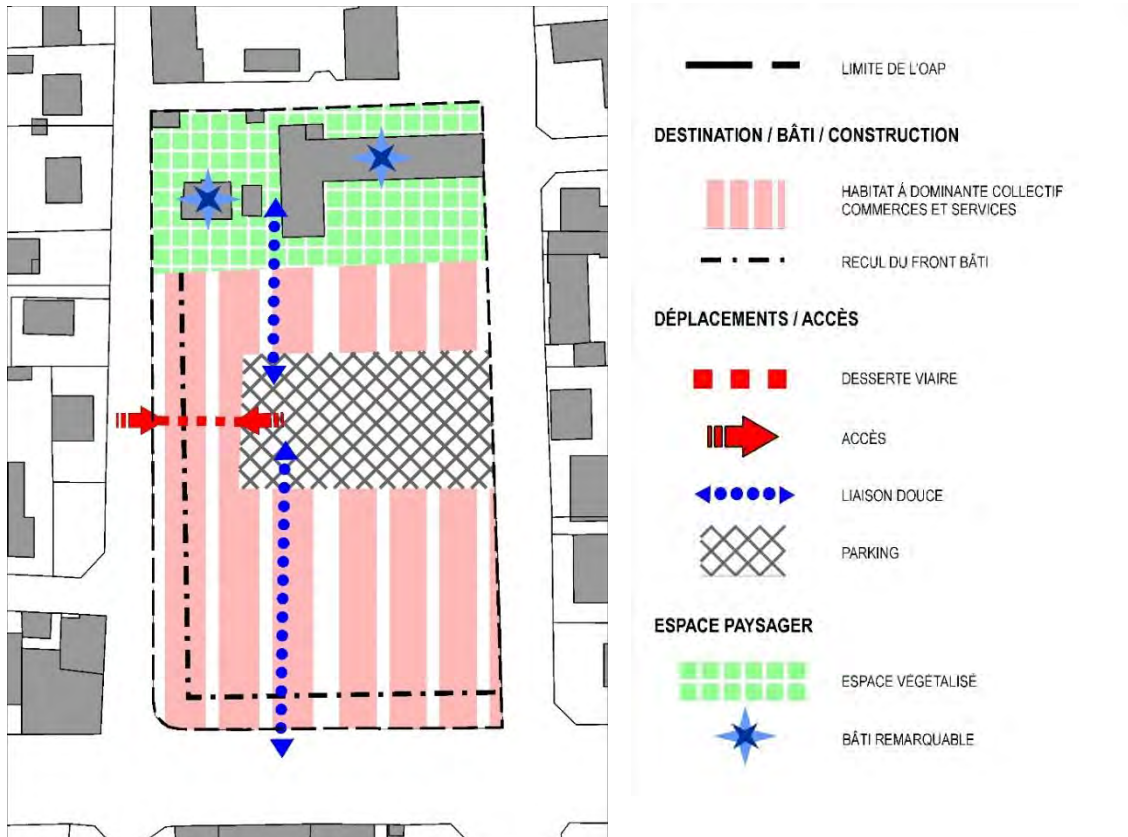 LIMITE DE L'OAP
DESTINATION / BÂTI / CONSTRUCTION
HABITAT Á DOMINANTE COLLECTIF
COMMERCES ET SERVICES
RECUL DU FRONT BÂTI
DÉPLACEMENTS / ACCÈS
DESSERTE VIAIRE
ACCÈS
LIAISON DOUCE
PARKING
ESPACE PAYSAGER
ESPACE VÉGÉTALISÉ
BÂTI REMARQUABLE